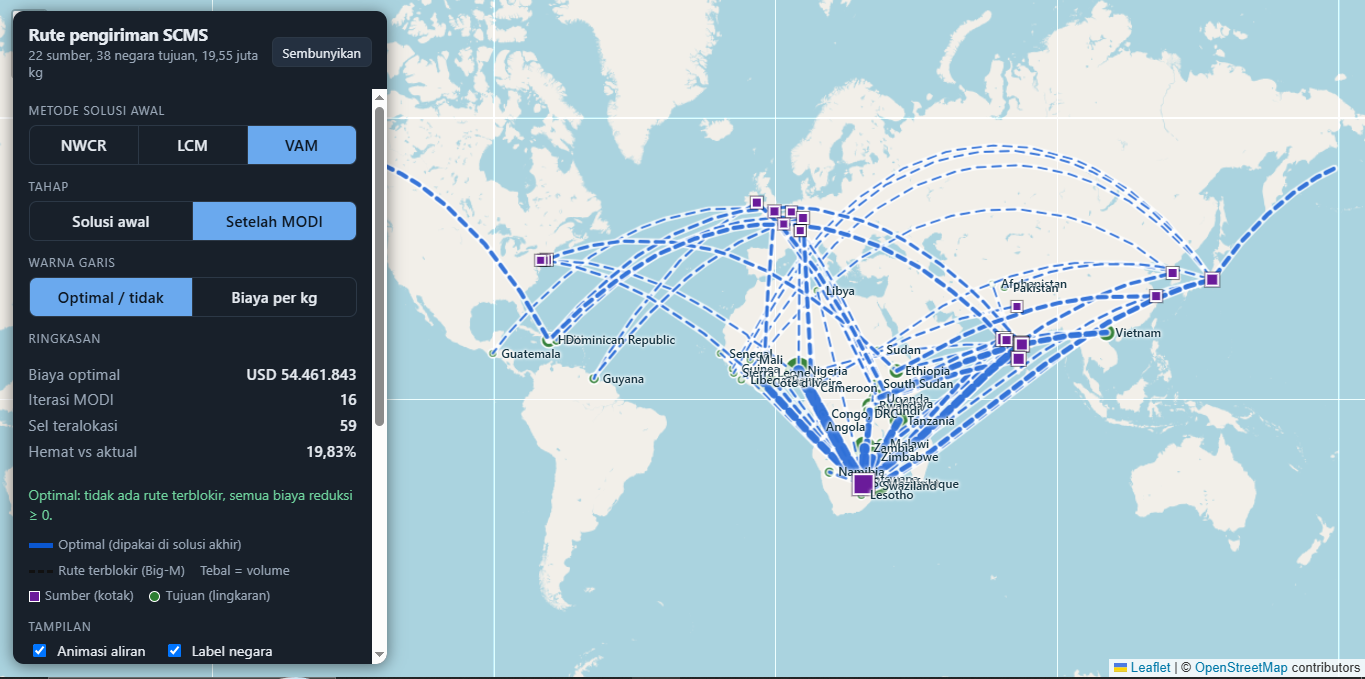 Rute pengiriman SCMS
22 sumber, 38 negara tujuan, 19,55 juta
kg
Sembunyikan
METODE SOLUSI AWAL
NWCR LCM VAM
TAHAP
Solusi awal Setelah MODI
WARNA GARIS
Optimal / tidak Biaya per kg
RINGKASAN
Biaya optimal USD 54.461.843
Iterasi MODI 16
Sel teralokasi 59
Hemat vs aktual 19,83%
Optimal: tidak ada rute terblokir, semua biaya reduksi
≥ 0.
Optimal (dipakai di solusi akhir)
Rute terblokir (Big-M) Tebal = volume
Sumber (kotak) Tujuan (lingkaran)
TAMPILAN
Animasi aliran Label negara
Libya
Afghanistan
Pakistan
Vietnam
Dominican Republic
Guatemala
Guyana
Senegal
Mali
Guinea
Sierra Leone
Côte d'Ivoire
Nigeria
Cameroon
Sudan
Ethiopia
South Sudan
Uganda
Rwanda
Congo, DRC
Angola
Tanzania
Malawi
Zambia
Zimbabwe
Namibia
Swaziland
Lesotho
Leaflet | © OpenStreetMap contributors